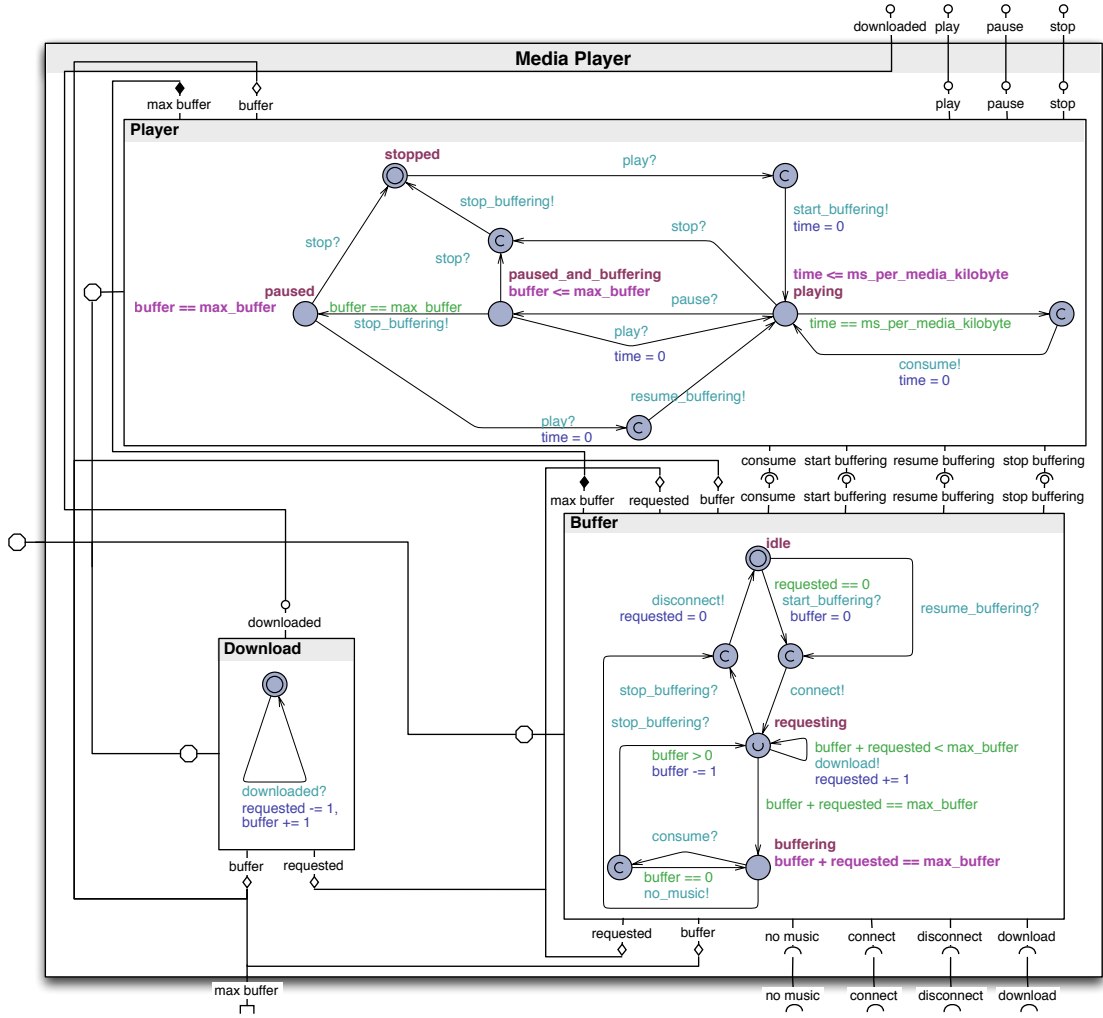 downloaded play pause stop
Media Player
max buffer buffer play pause stop
Player
stopped
play?
C
stop_buffering!
start_buffering!
time = 0
stop?
stop?
C
stop?
paused_and_buffering
buffer <= max_buffer
time <= ms_per_media_kilobyte
playing
paused
buffer == max_buffer
buffer == max_buffer
stop_buffering!
pause?
C
time == ms_per_media_kilobyte
play?
time = 0
consume!
time = 0
resume_buffering!
play?
time = 0
C
consume start buffering resume buffering stop buffering
max buffer requested buffer consume start buffering resume buffering stop buffering
Buffer
idle
requested == 0
start_buffering?
buffer = 0
disconnect!
requested = 0
resume_buffering?
downloaded
Download
C
C
stop_buffering?
connect!
stop_buffering?
requesting
U
buffer > 0
buffer -= 1
buffer + requested < max_buffer
download!
requested += 1
downloaded?
requested -= 1,
buffer += 1
buffer + requested == max_buffer
consume?
buffering
buffer + requested == max_buffer
C
buffer == 0
no_music!
buffer requested
requested buffer no music connect disconnect download
max buffer
no music connect disconnect download